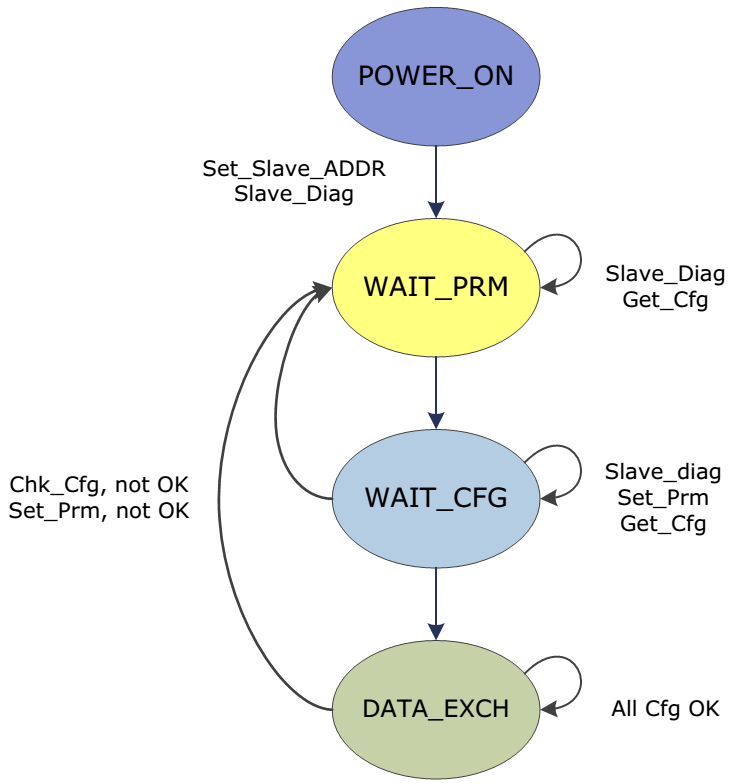 POWER_ON
Set_Slave_ADDR
Slave_Diag
WAIT_PRM
Slave_Diag
Get_Cfg
Chk_Cfg, not OK
Set_Prm, not OK
WAIT_CFG
Slave_diag
Set_Prm
Get_Cfg
DATA_EXCH
All Cfg OK